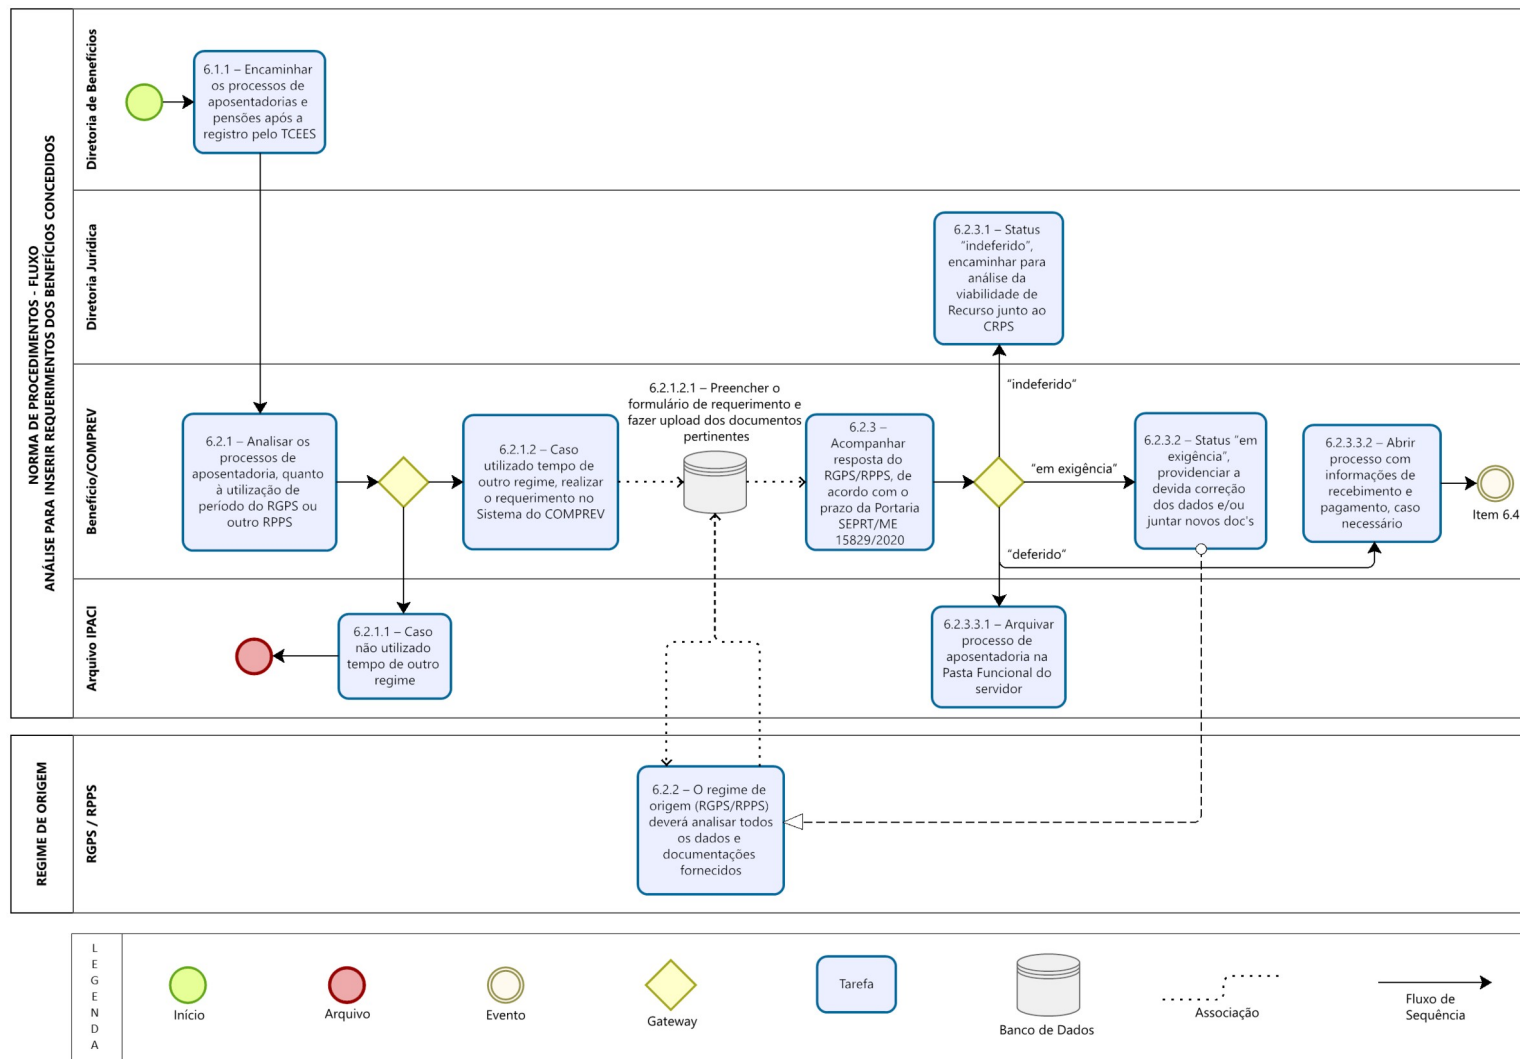 NORMA DE PROCEDIMENTOS - FLUXO
ANÁLISE PARA INSERIR REQUERIMENTOS DOS BENEFÍCIOS CONCEDIDOS
Diretoria de Benefícios
6.1.1 – Encaminhar
os processos de
aposentadorias e
pensões após a
registro pelo TCEES
Diretoria Jurídica
6.2.3.1 – Status
“indeferido”,
encaminhar para
análise da
viabilidade de
Recurso junto ao
CRPS
Benefício/COMPREV
6.2.1 – Analisar os
processos de
aposentadoria, quanto
à utilização de
período do RGPS ou
outro RPPS
6.2.1.2 – Caso
utilizado tempo de
outro regime, realizar
o requerimento no
Sistema do COMPREV
6.2.1.2.1 – Preencher o
formulário de requerimento e
fazer upload dos documentos
pertinentes
6.2.3 –
Acompanhar
resposta do
RGPS/RPPS, de
acordo com o
prazo da Portaria
SEPRT/ME
15829/2020
“indeferido”
“em exigência”
“deferido”
6.2.3.2 – Status “em
exigência”,
providenciar a
devida correção
dos dados e/ou
juntar novos doc's
6.2.3.3.2 – Abrir
processo com
informações de
recebimento e
pagamento, caso
necessário
Item 6.4
Arquivo IPACI
6.2.1.1 – Caso
não utilizado
tempo de outro
regime
6.2.3.3.1 – Arquivar
processo de
aposentadoria na
Pasta Funcional do
servidor
REGIME DE ORIGEM
RGPS / RPPS
6.2.2 – O regime de
origem (RGPS/RPPS)
deverá analisar todos
os dados e
documentações
fornecidos
LEGENDA
Início
Arquivo
Evento
Gateway
Tarefa
Banco de Dados
Associação
Fluxo de
Sequência